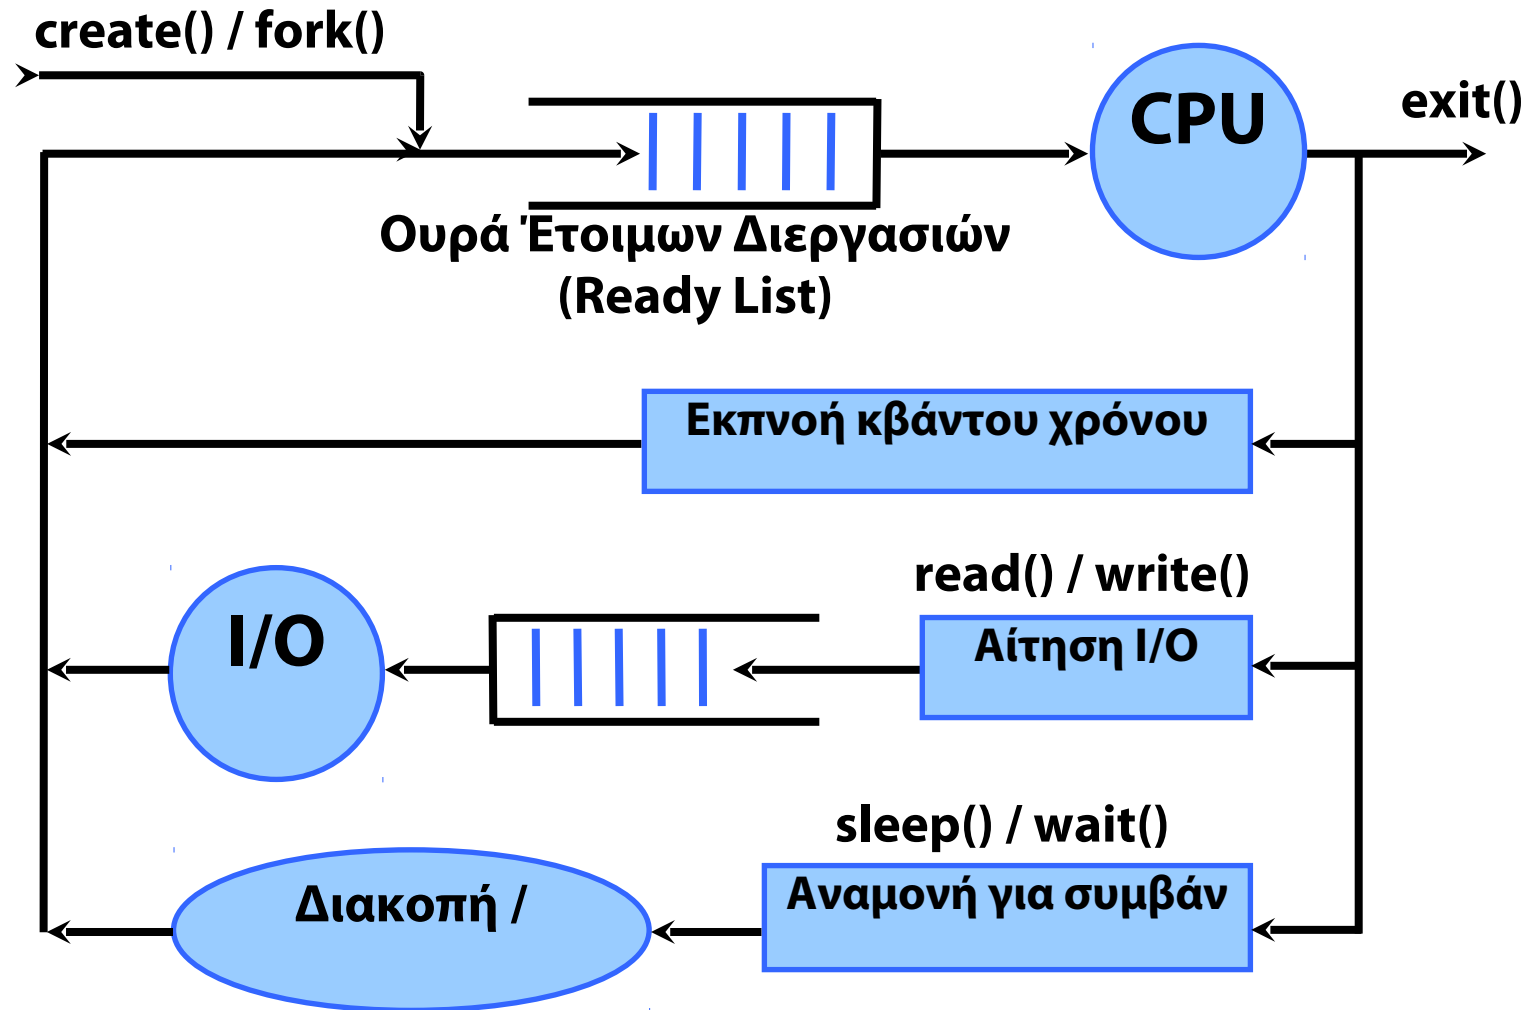 create() / fork()
CPU
exit()
Ουρά Έτοιμων Διεργασιών
(Ready List)
Εκπνοή κβάντου χρόνου
read() / write()
I/O
Αίτηση I/O
sleep() / wait()
Αναμονή για συμβάν
Διακοπή /